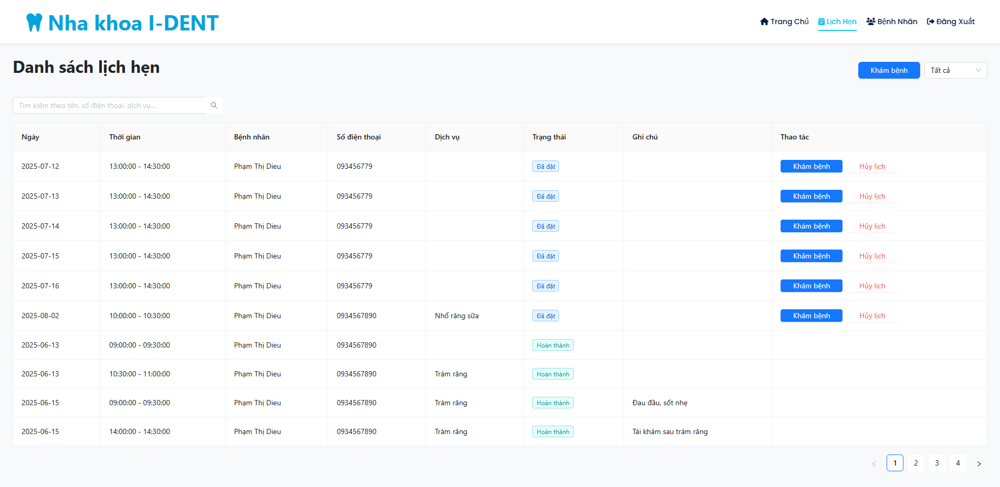 Nha khoa I-DENT
Trang Chủ Lịch Hẹn Bệnh Nhân Đăng Xuất
Danh sách lịch hẹn
Khám bệnh Tất cả
Tìm kiếm theo tên, số điện thoại, dịch vụ...
Ngày Thời gian Bệnh nhân Số điện thoại Dịch vụ Trạng thái Ghi chú Thao tác
2025-07-12 13:00:00 - 14:30:00 Phạm Thị Dieu 093456779 Đã đặt Khám bệnh Hủy lịch
2025-07-13 13:00:00 - 14:30:00 Phạm Thị Dieu 093456779 Đã đặt Khám bệnh Hủy lịch
2025-07-14 13:00:00 - 14:30:00 Phạm Thị Dieu 093456779 Đã đặt Khám bệnh Hủy lịch
2025-07-15 13:00:00 - 14:30:00 Phạm Thị Dieu 093456779 Đã đặt Khám bệnh Hủy lịch
2025-07-16 13:00:00 - 14:30:00 Phạm Thị Dieu 093456779 Đã đặt Khám bệnh Hủy lịch
2025-08-02 10:00:00 - 10:30:00 Phạm Thị Dieu 0934567890 Nhổ răng sữa Đã đặt Khám bệnh Hủy lịch
2025-06-13 09:00:00 - 09:30:00 Phạm Thị Dieu 0934567890 Hoàn thành
2025-06-13 10:30:00 - 11:00:00 Phạm Thị Dieu 0934567890 Trám răng Hoàn thành
2025-06-15 09:00:00 - 09:30:00 Phạm Thị Dieu 0934567890 Trám răng Hoàn thành Đau đầu, sốt nhẹ
2025-06-15 14:00:00 - 14:30:00 Phạm Thị Dieu 0934567890 Trám răng Hoàn thành Tái khám sau trám răng
1 2 3 4